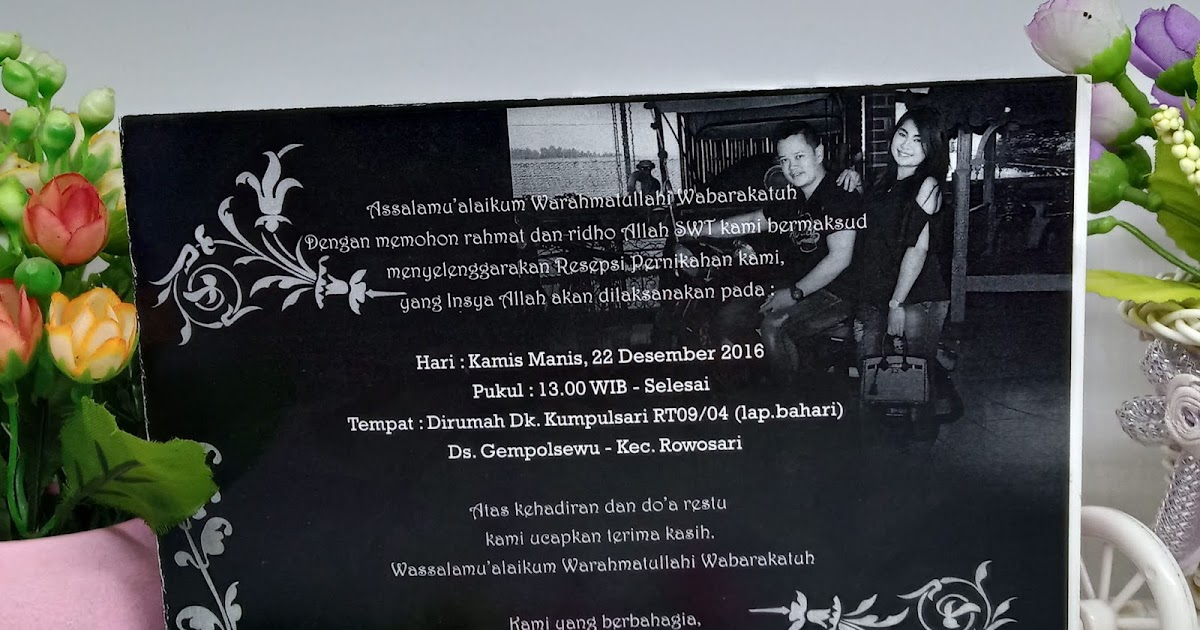 Assalamu'alaikum Warahmatullahi Wabarakatuh
Dengan memohon rahmat dan ridho Allah SWT kami bermaksud
menyelenggarakan Resepsi Pernikahan kami,
yang Insya Allah akan dilaksanakan pada :
Hari : Kamis Manis, 22 Desember 2016
Pukul : 13.00 WIB - Selesai
Tempat : Dirumah Dk. Kumpulsari RT09/04 (lap.bahari)
Ds. Gempolsewu - Kec. Rowosari
Atas kehadiran dan do'a restu
kami ucapkan terima kasih.
Wassalamu'alaikum Warahmatullahi Wabarakatuh
Kami yang berbahagia,